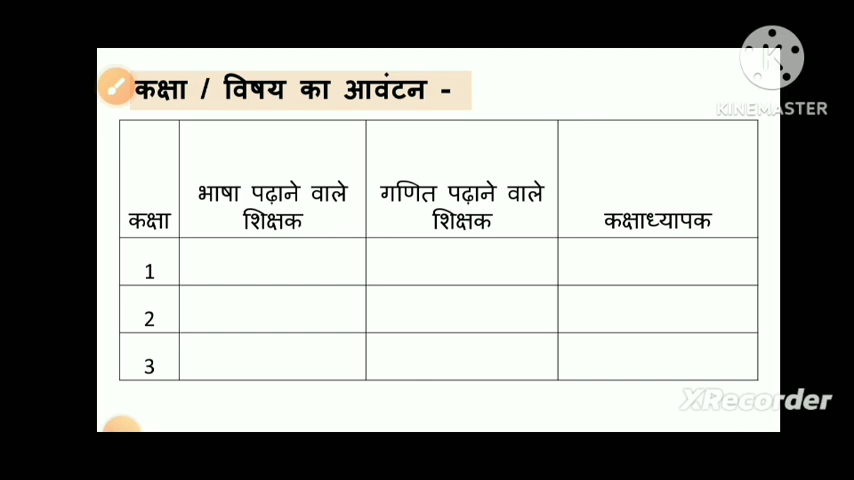 कक्षा / विषय का आवंटन -
KINEMASTER
भाषा पढ़ाने वाले
शिक्षक
गणित पढ़ाने वाले
शिक्षक
कक्षा
कक्षाध्यापक
1
2
3
XRecorder